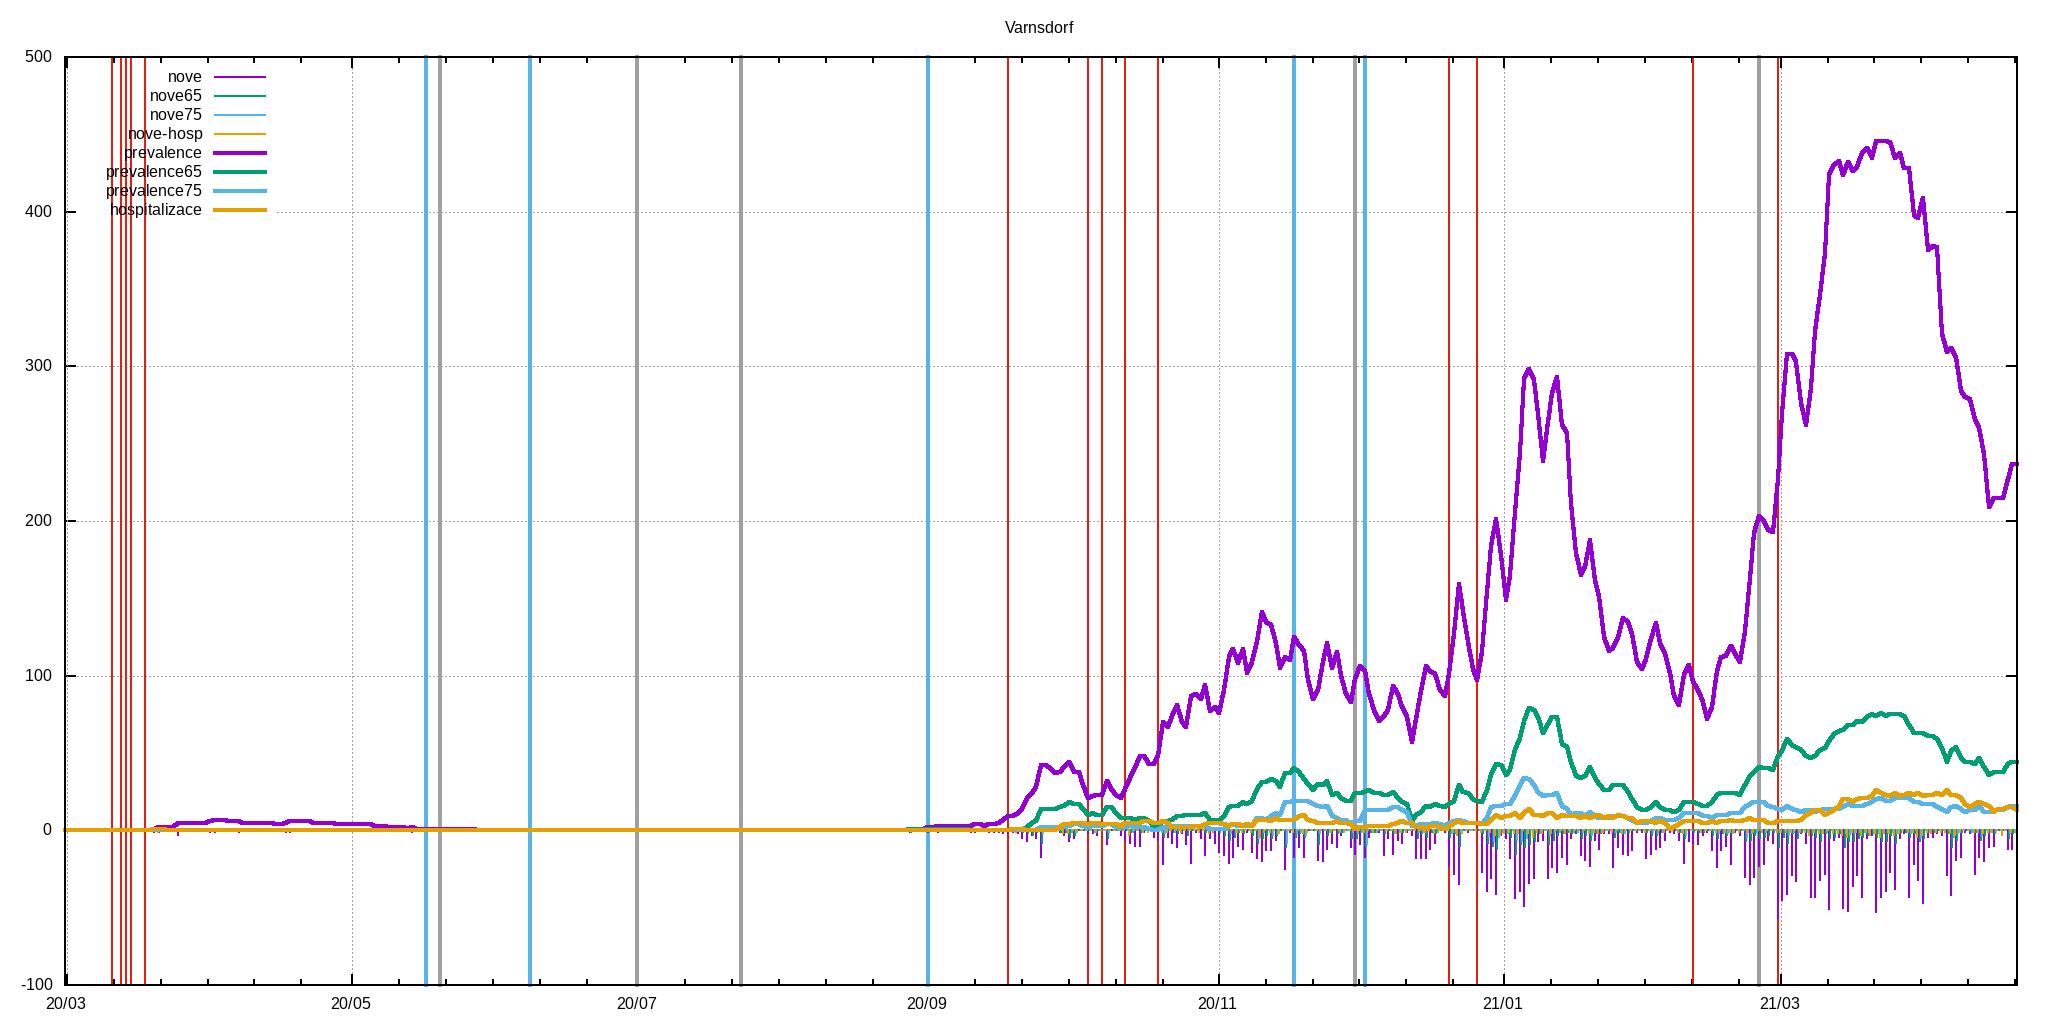 Varnsdorf
500
nove
nove65
nove75
nove-hosp
prevalence
prevalence65
prevalence75
hospitalizace
400
300
200
100
0
-100
20/03 20/05 20/07 20/09 20/11 21/01 21/03